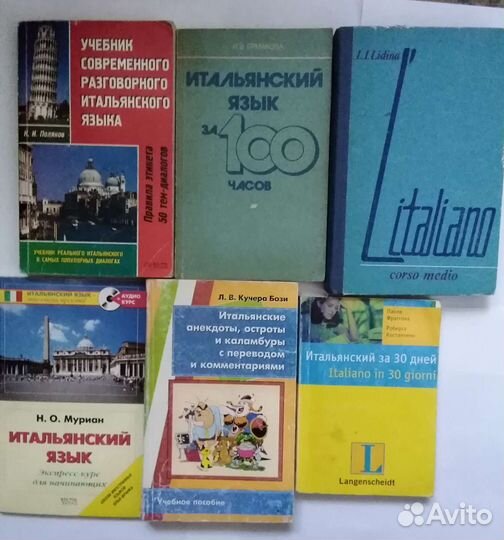 УЧЕБНИК
СОВРЕМЕННОГО
РАЗГОВОРНОГО
ИТАЛЬЯНСКОГО
ЯЗЫКА
Н. И. Поляков
Правила этикета
50 тем-диалогов
УЧЕБНИК РЕАЛЬНОГО ИТАЛЬЯНСКОГО
В САМЫХ ПОПУЛЯРНЫХ ДИАЛОГАХ
ИТАЛЬЯНСКИЙ
ЯЗЫК
ЗА
100
ЧАСОВ
L.I. Lidina
L'italiano
corso medio
ИТАЛЬЯНСКИЙ ЯЗЫК
АУДИО
КУРС
Н. О. Муриан
ИТАЛЬЯНСКИЙ
ЯЗЫК
Экспресс-курс
для начинающих
Л. В. Кучера Бози
Итальянские
анекдоты, остроты
и каламбуры
с переводом
и комментариями
Учебное пособие
Паола
Роберта
Итальянский за 30 дней
Italiano in 30 giorni
L
Langenscheidt
Avito